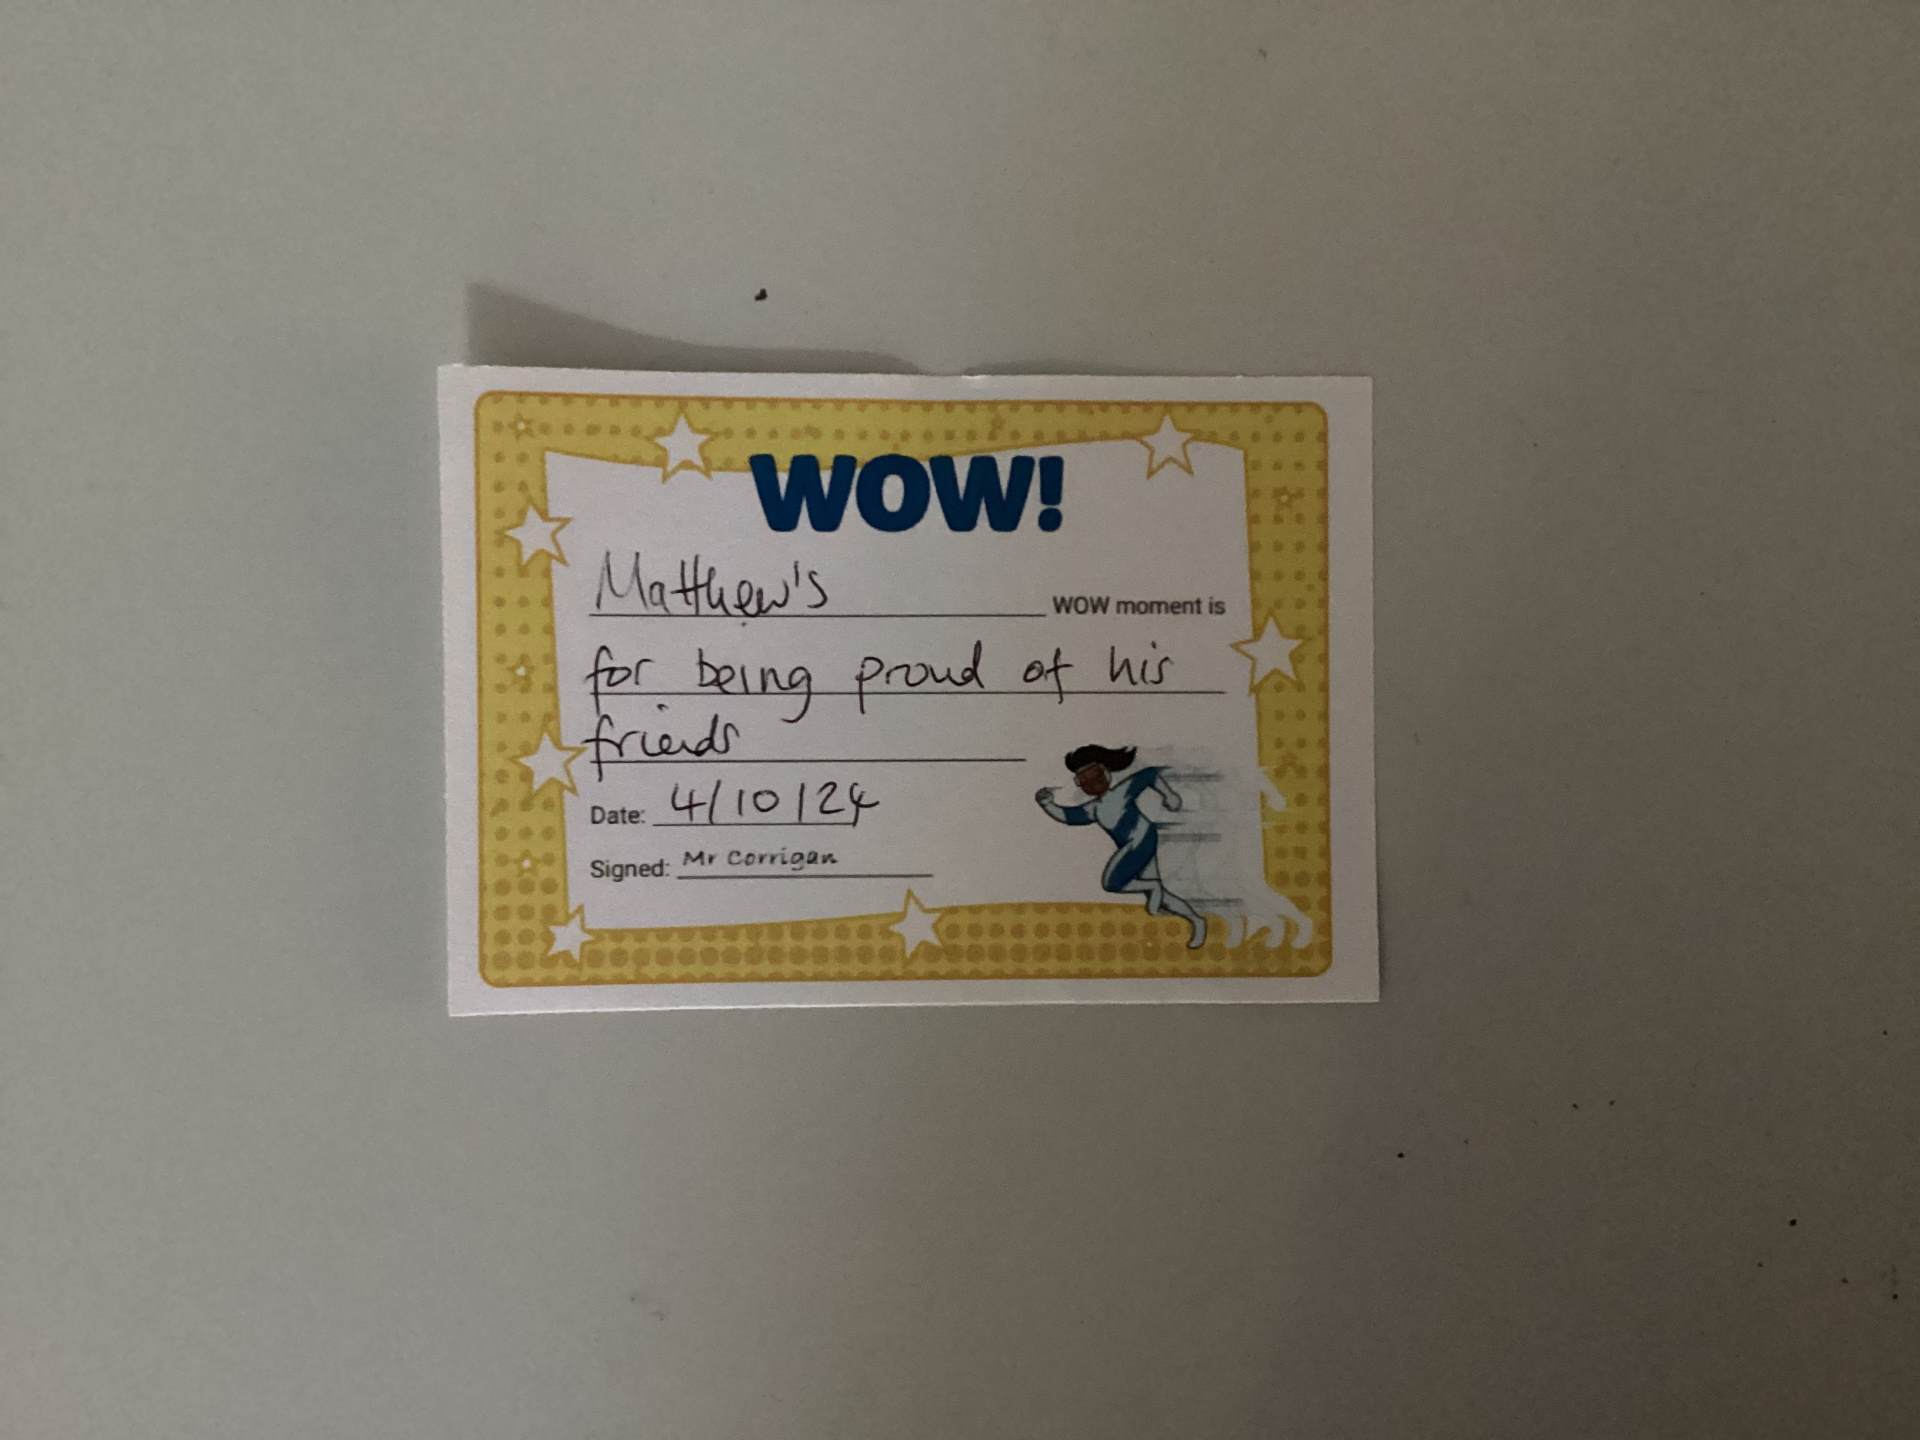 WOW!
Matthew's WOW moment is
for being proud of his
friends
Date: 4/10/24
Signed: Mr Corrigan